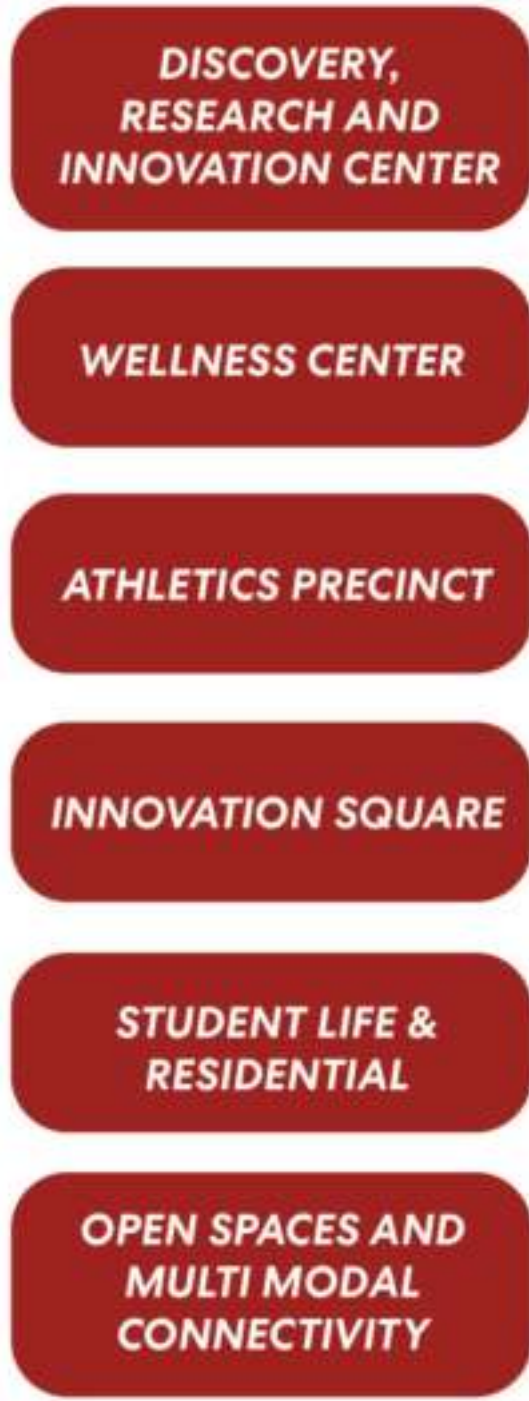 DISCOVERY,
RESEARCH AND
INNOVATION CENTER
WELLNESS CENTER
ATHLETICS PRECINCT
INNOVATION SQUARE
STUDENT LIFE &
RESIDENTIAL
OPEN SPACES AND
MULTI MODAL
CONNECTIVITY